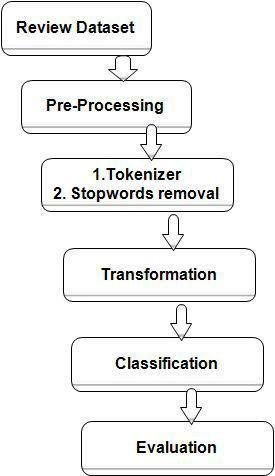 Review Dataset
Pre-Processing
1.Tokenizer
2. Stopwords removal
Transformation
Classification
Evaluation